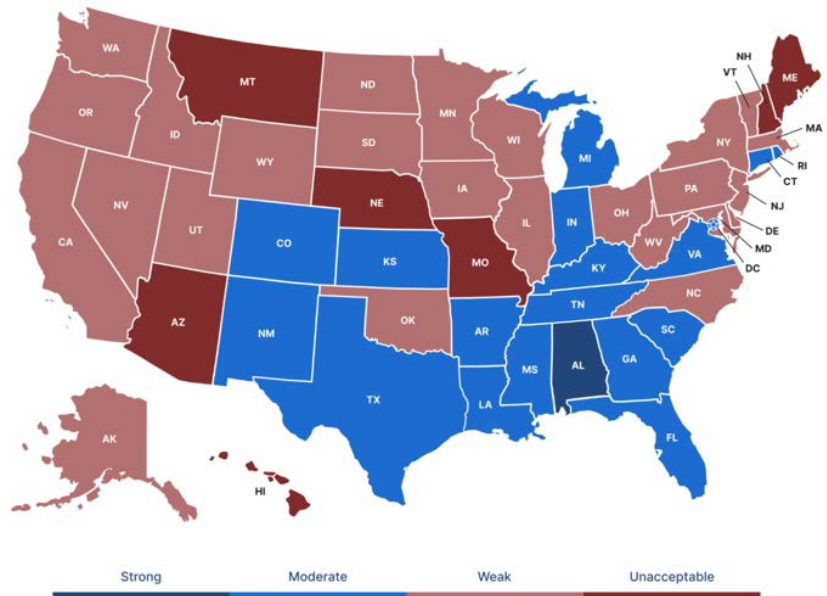 WA
MT
ND
MN
OR
ID
WY
SD
WI
MI
NH
VT
ME
NY
MA
RI
CT
NJ
PA
DE
MD
DC
NV
UT
CA
CO
NE
IA
IL
IN
OH
WV
VA
KY
KS
MO
AZ
NM
OK
AR
TN
NC
SC
TX
LA
MS
AL
GA
FL
AK
HI
Strong Moderate Weak Unacceptable